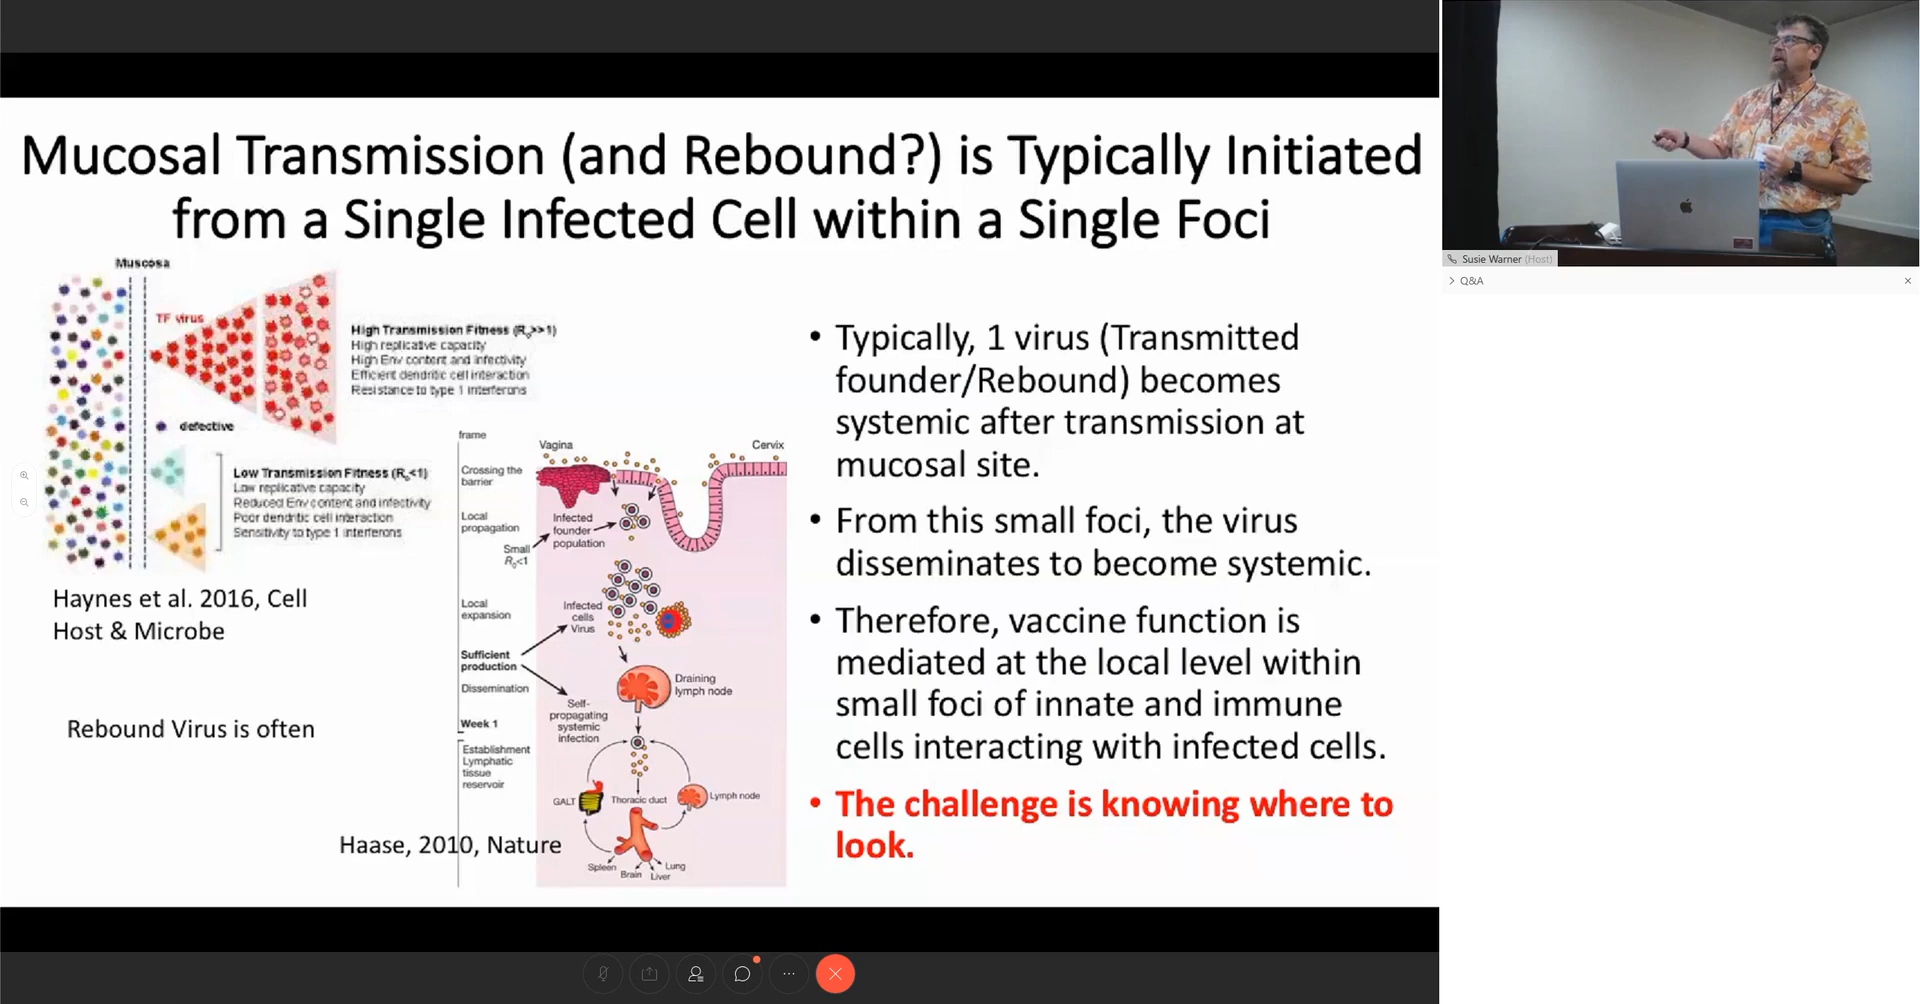 Mucosal Transmission (and Rebound?) is Typically Initiated
from a Single Infected Cell within a Single Foci
Muscosa
TF virus
High Transmission Fitness (R₀>>1)
High replicative capacity
High Env content and infectivity
Efficient dendritic cell interaction
Resistance to type 1 interferons
defective
Low Transmission Fitness (R₀<1)
Low replicative capacity
Reduced Env content and infectivity
Poor dendritic cell interaction
Sensitivity to type 1 interferons
Haynes et al. 2016, Cell
Host & Microbe
Rebound Virus is often
frame
Vagina
Cervix
Crossing the
barrier
Local
propagation
Infected
founder
population
Small
R₀<1
Local
expansion
Infected
cells
Virus
Sufficient
production
Dissemination
Draining
lymph node
Self-
propagating
systemic
infection
Week 1
Establishment
Lymphatic
tissue
reservoir
GALT
Thoracic duct
Lymph node
Spleen
Brain
Liver
Lung
Haase, 2010, Nature
• Typically, 1 virus (Transmitted
founder/Rebound) becomes
systemic after transmission at
mucosal site.
• From this small foci, the virus
disseminates to become systemic.
• Therefore, vaccine function is
mediated at the local level within
small foci of innate and immune
cells interacting with infected cells.
• The challenge is knowing where to
look.
Susie Warner (Host)
Q&A